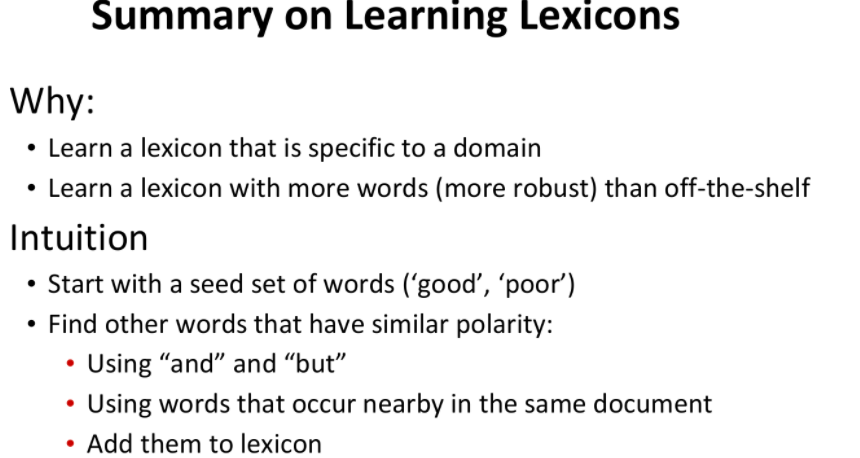 Summary on Learning Lexicons
Why:
• Learn a lexicon that is specific to a domain
• Learn a lexicon with more words (more robust) than off-the-shelf
Intuition
• Start with a seed set of words (‘good’, ‘poor’)
• Find other words that have similar polarity:
• Using “and” and “but”
• Using words that occur nearby in the same document
• Add them to lexicon